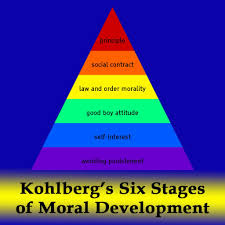 principle
social contract
law and order morality
good boy attitude
self-interest
avoiding punishment
Kohlberg's Six Stages
of Moral Development